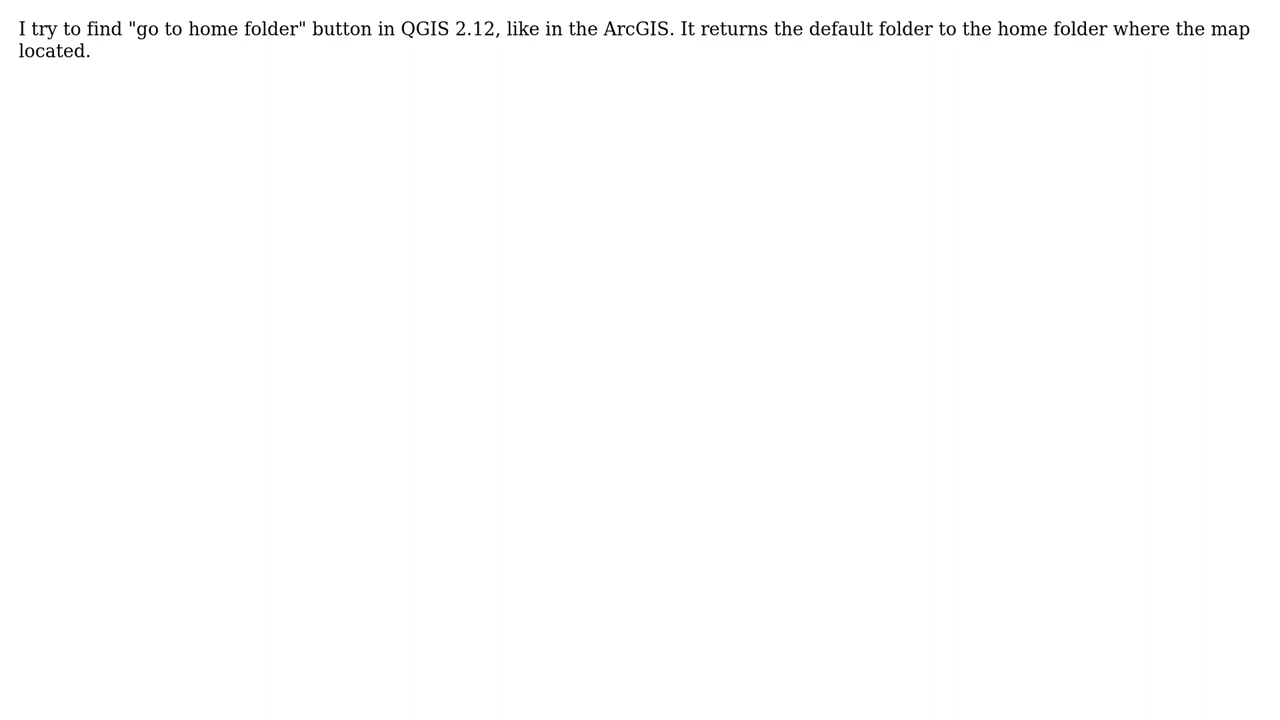 I try to find "go to home folder" button in QGIS 2.12, like in the ArcGIS. It returns the default folder to the home folder where the map
located.